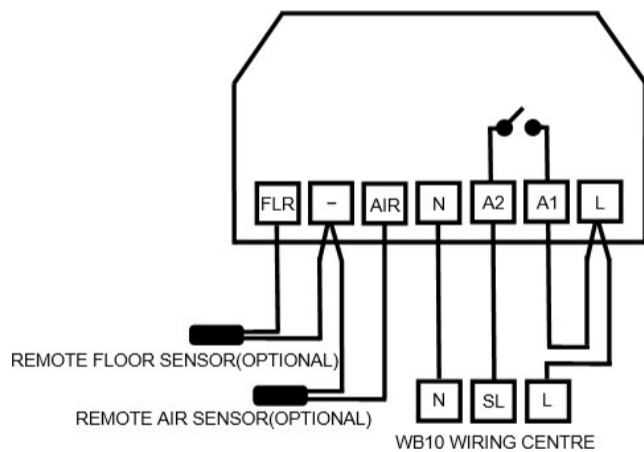 FLR – AIR N A2 A1 L
REMOTE FLOOR SENSOR(OPTIONAL)
N SL L
REMOTE AIR SENSOR(OPTIONAL)
WB10 WIRING CENTRE